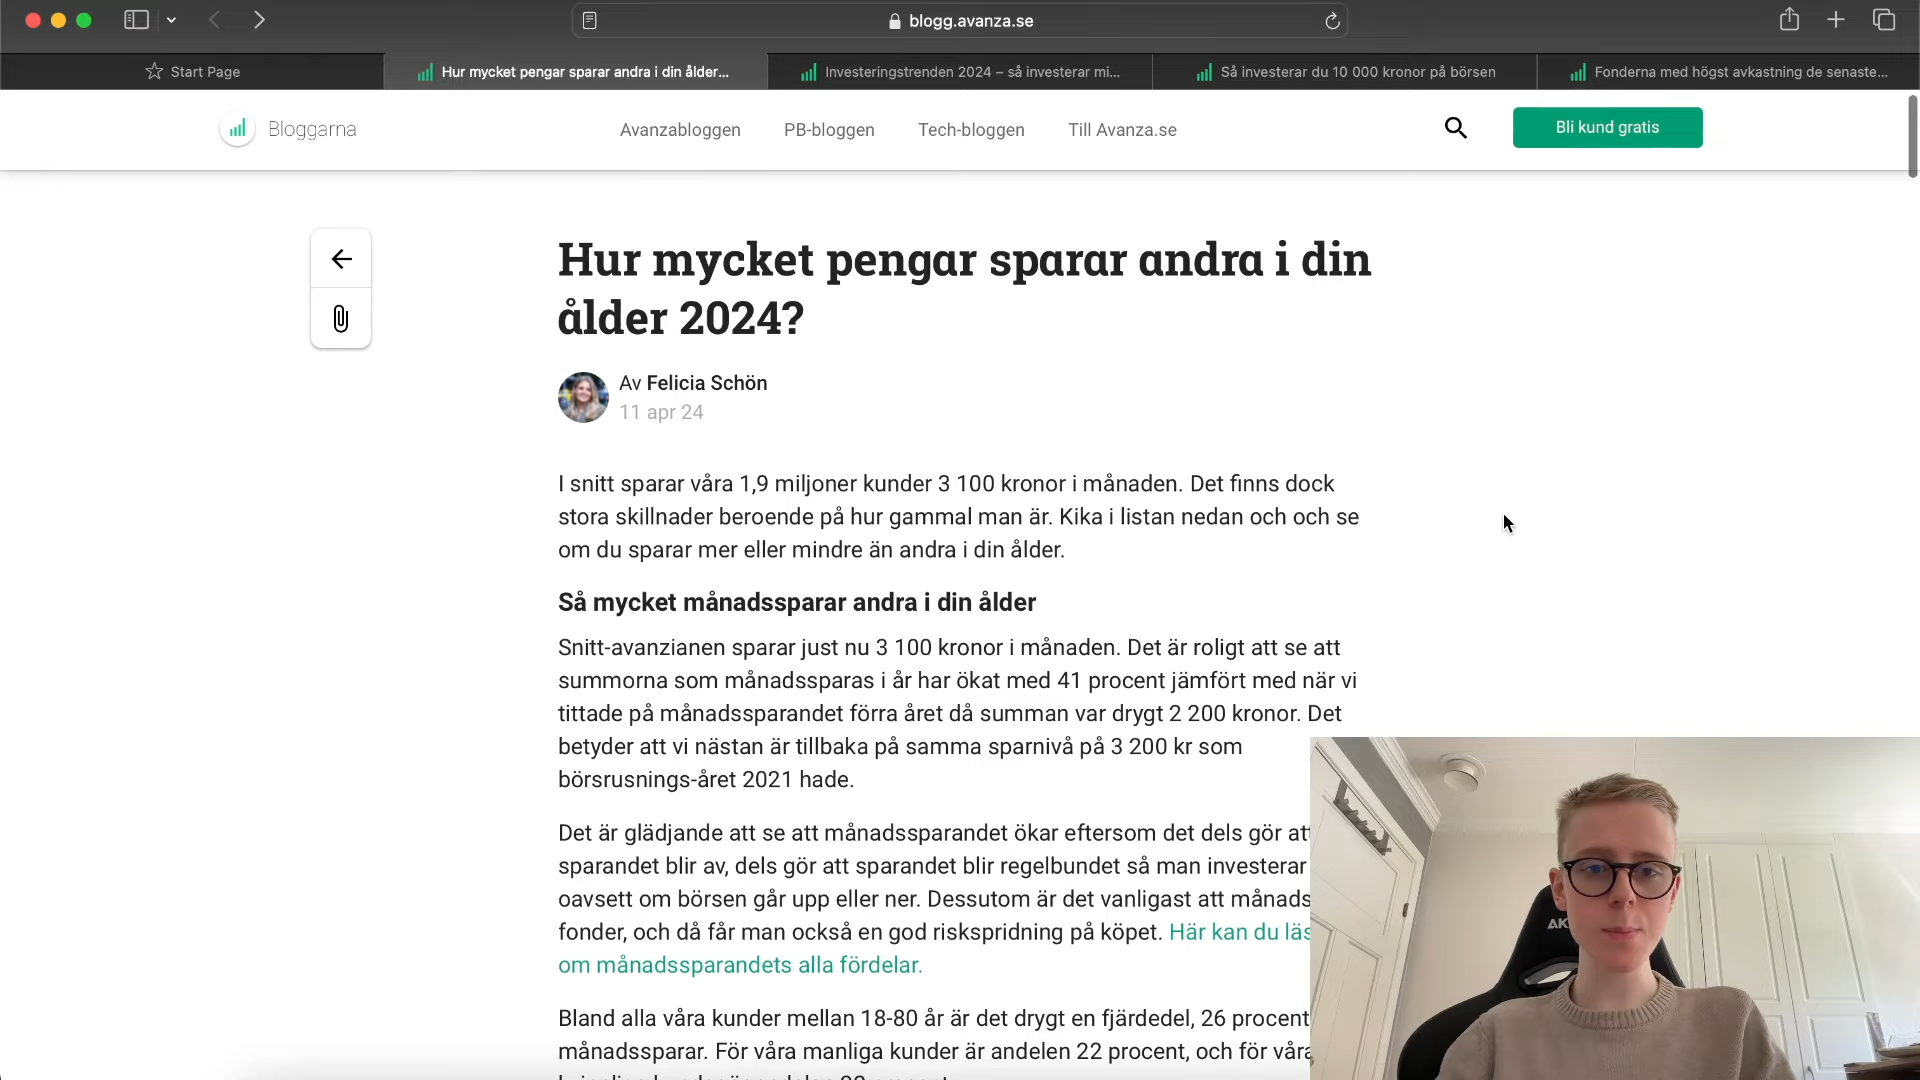 blogg.avanza.se
Start Page
Hur mycket pengar sparar andra i din ålder...
Investeringstrenden 2024 – så investerar mi...
Så investerar du 10 000 kronor på börsen
Fonderna med högst avkastning de senaste...
Bloggarna
Avanzabloggen
PB-bloggen
Tech-bloggen
Till Avanza.se
Bli kund gratis
Hur mycket pengar sparar andra i din
ålder 2024?
Av Felicia Schön
11 apr 24
I snitt sparar våra 1,9 miljoner kunder 3 100 kronor i månaden. Det finns dock
stora skillnader beroende på hur gammal man är. Kika i listan nedan och och se
om du sparar mer eller mindre än andra i din ålder.
Så mycket månadssparar andra i din ålder
Snitt-avanzianen sparar just nu 3 100 kronor i månaden. Det är roligt att se att
summorna som månadssparas i år har ökat med 41 procent jämfört med när vi
tittade på månadssparandet förra året då summan var drygt 2 200 kronor. Det
betyder att vi nästan är tillbaka på samma sparnivå på 3 200 kr som
börsrusnings-året 2021 hade.
Det är glädjande att se att månadssparandet ökar eftersom det dels gör att
sparandet blir av, dels gör att sparandet blir regelbundet så man investerar
oavsett om börsen går upp eller ner. Dessutom är det vanligast att månads
fonder, och då får man också en god riskspridning på köpet. Här kan du läs
om månadssparandets alla fördelar.
Bland alla våra kunder mellan 18-80 år är det drygt en fjärdedel, 26 procent
månadssparar. För våra manliga kunder är andelen 22 procent, och för våra
AK